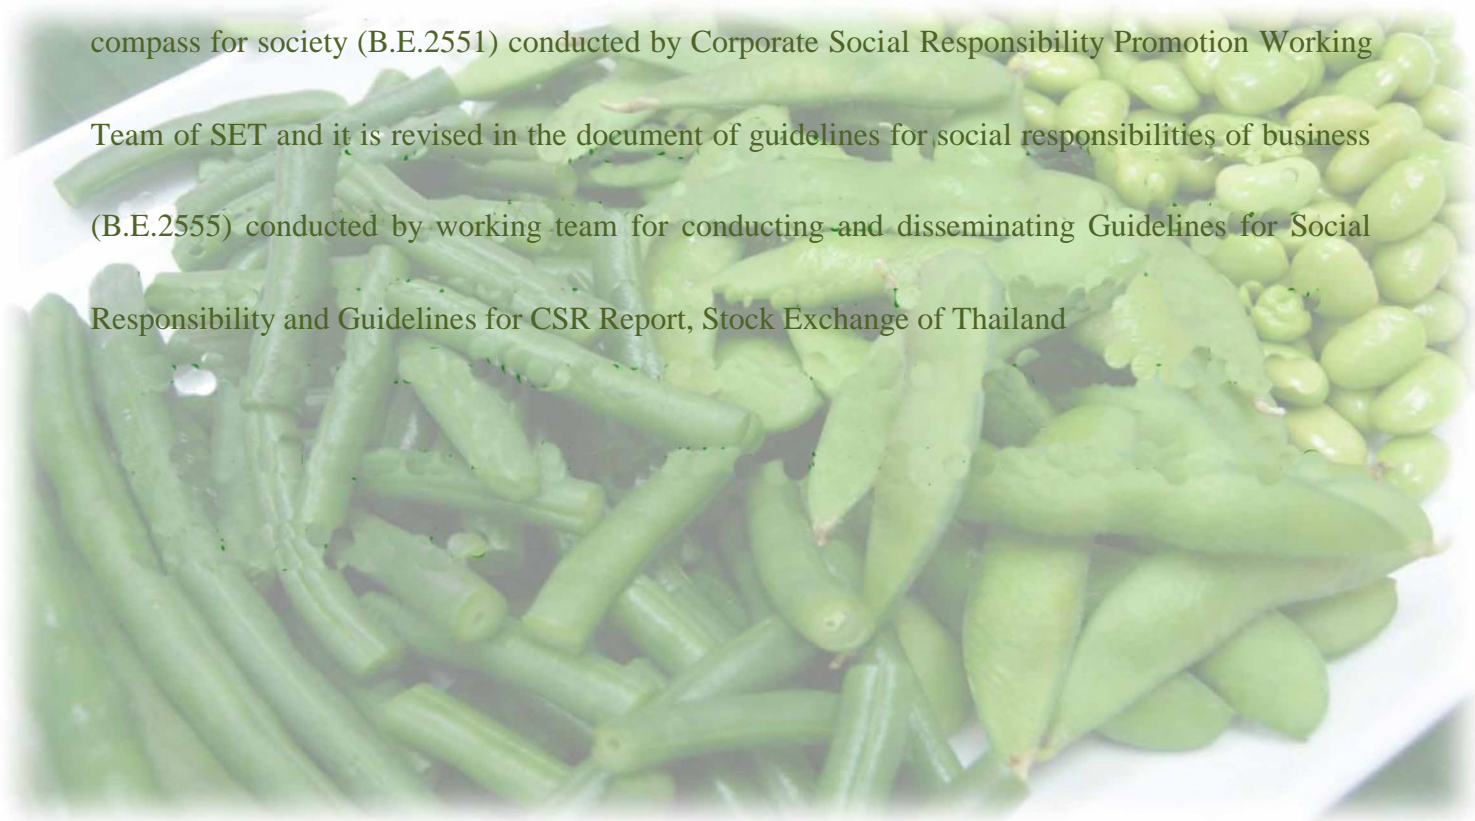 compass for society (B.E.2551) conducted by Corporate Social Responsibility Promotion Working
Team of SET and it is revised in the document of guidelines for social responsibilities of business
(B.E.2555) conducted by working team for conducting and disseminating Guidelines for Social
Responsibility and Guidelines for CSR Report, Stock Exchange of Thailand